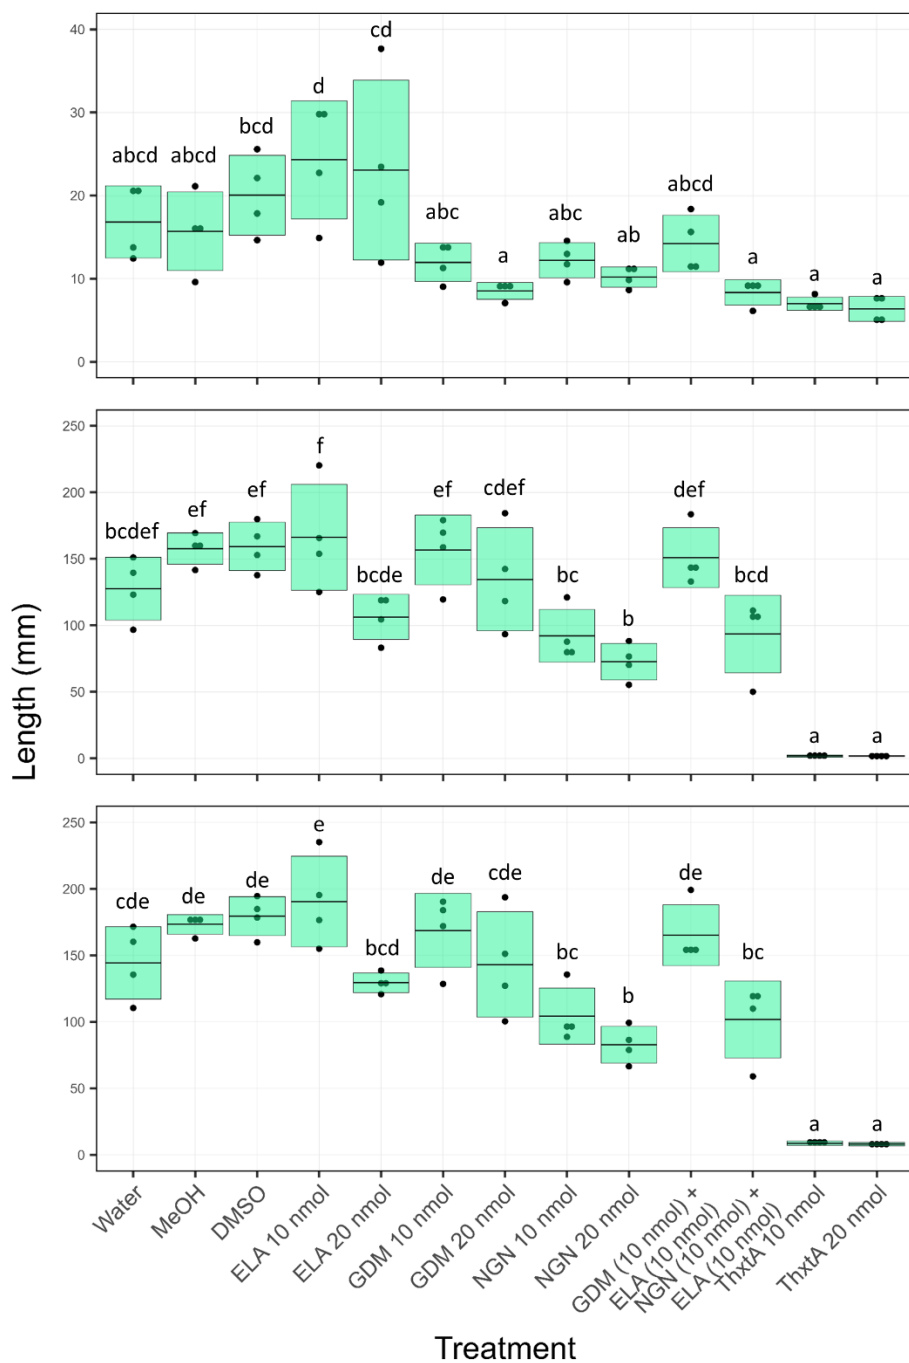 40
30
20
10
0
abcd
abcd
bcd
d
cd
abc
a
abc
ab
abcd
a
a
a
250
200
150
100
50
0
bcdef
ef
ef
f
bcde
ef
cdef
bc
b
def
bcd
a
a
250
200
150
100
50
0
cde
de
de
e
bcd
de
cde
bc
b
de
bc
a
a
Length (mm)
Water
MeOH
DMSO
ELA 10 nmol
ELA 20 nmol
GDM 10 nmol
GDM 20 nmol
NGN 10 nmol
NGN 20 nmol
GDM (10 nmol) +
ELA (10 nmol)
NGN (10 nmol) +
ELA (10 nmol)
ThxtA 10 nmol
ThxtA 20 nmol
Treatment